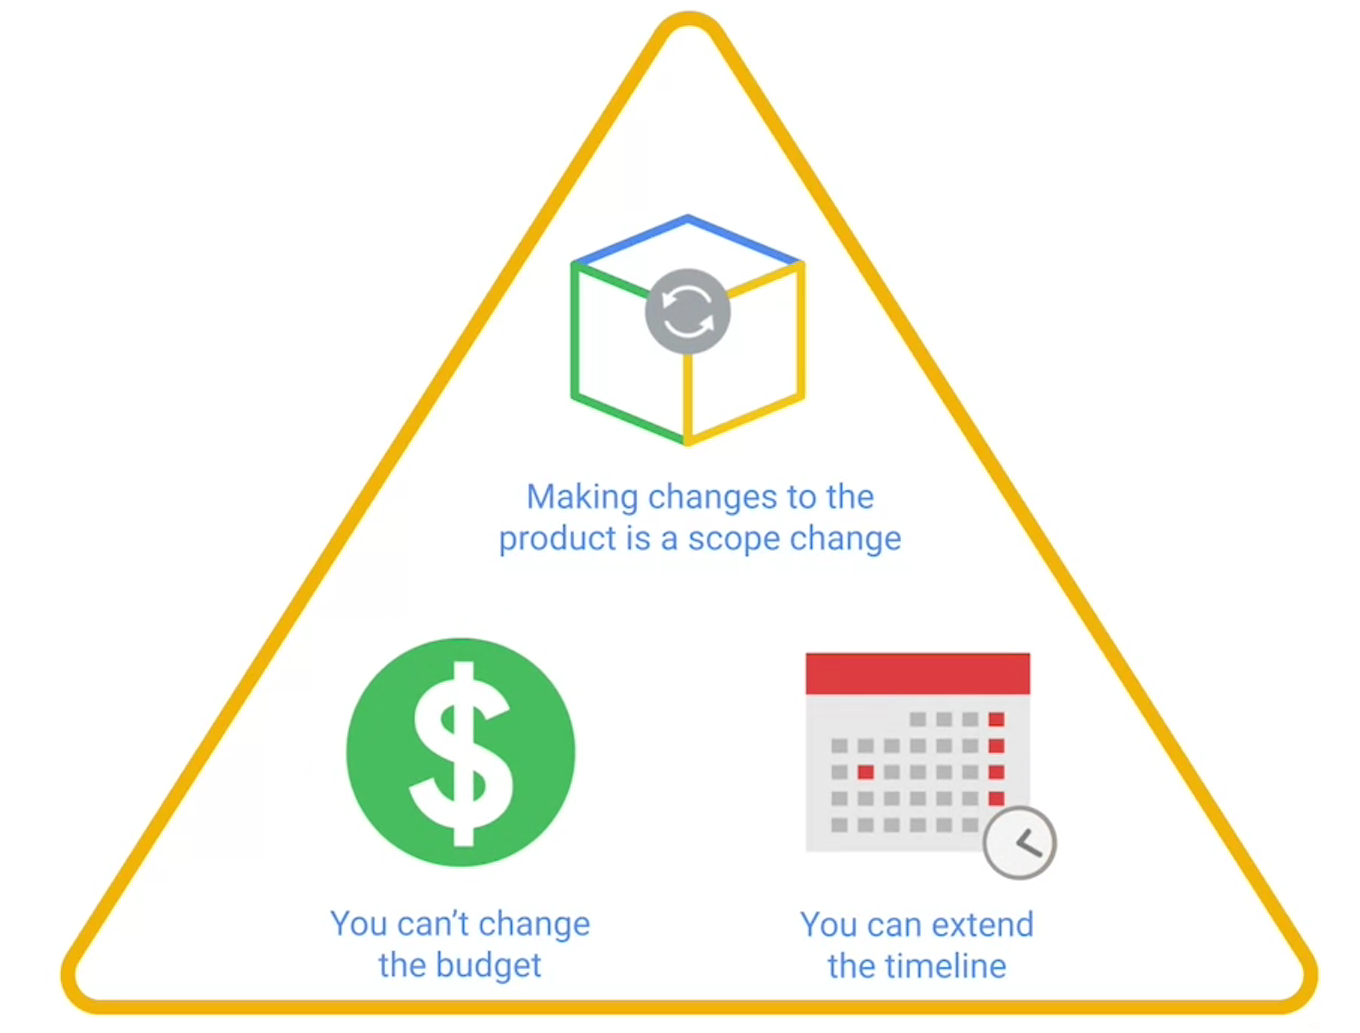 Making changes to the
product is a scope change
You can't change
the budget
You can extend
the timeline